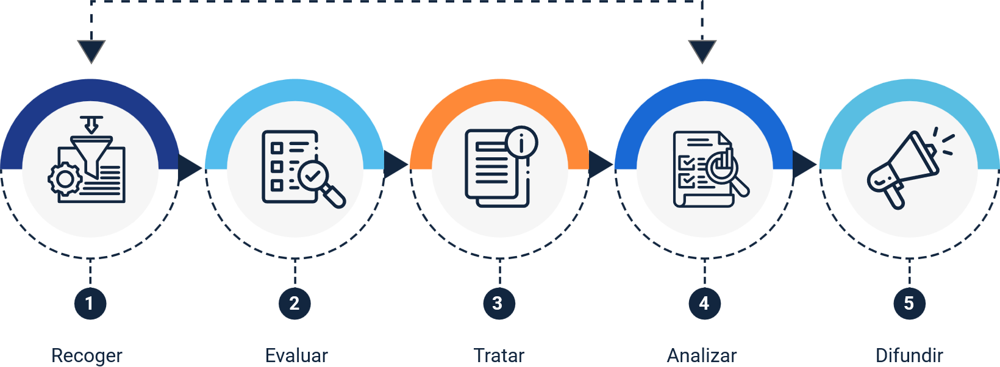 1
2
3
4
5
Recoger
Evaluar
Tratar
Analizar
Difundir